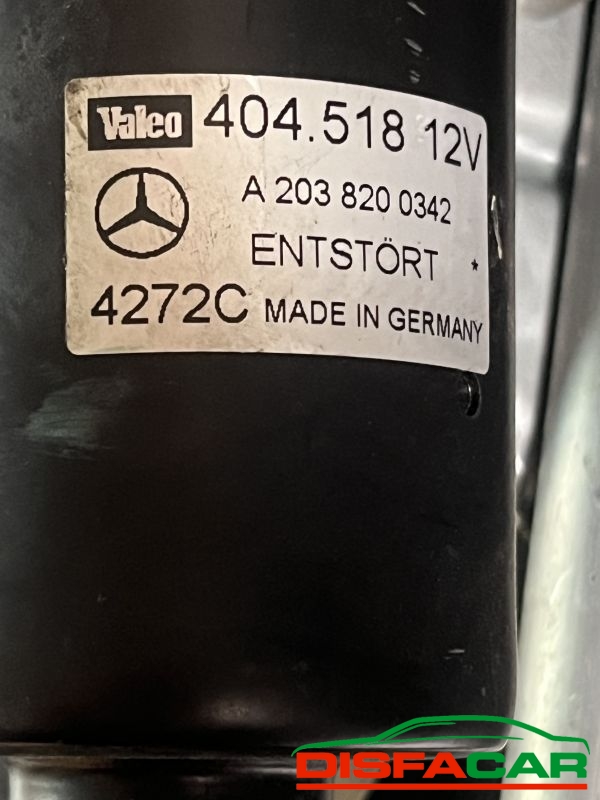 Valeo 404.518 12V
A 203 820 0342
ENTSTÖRT *
4272C MADE IN GERMANY
DISFACAR